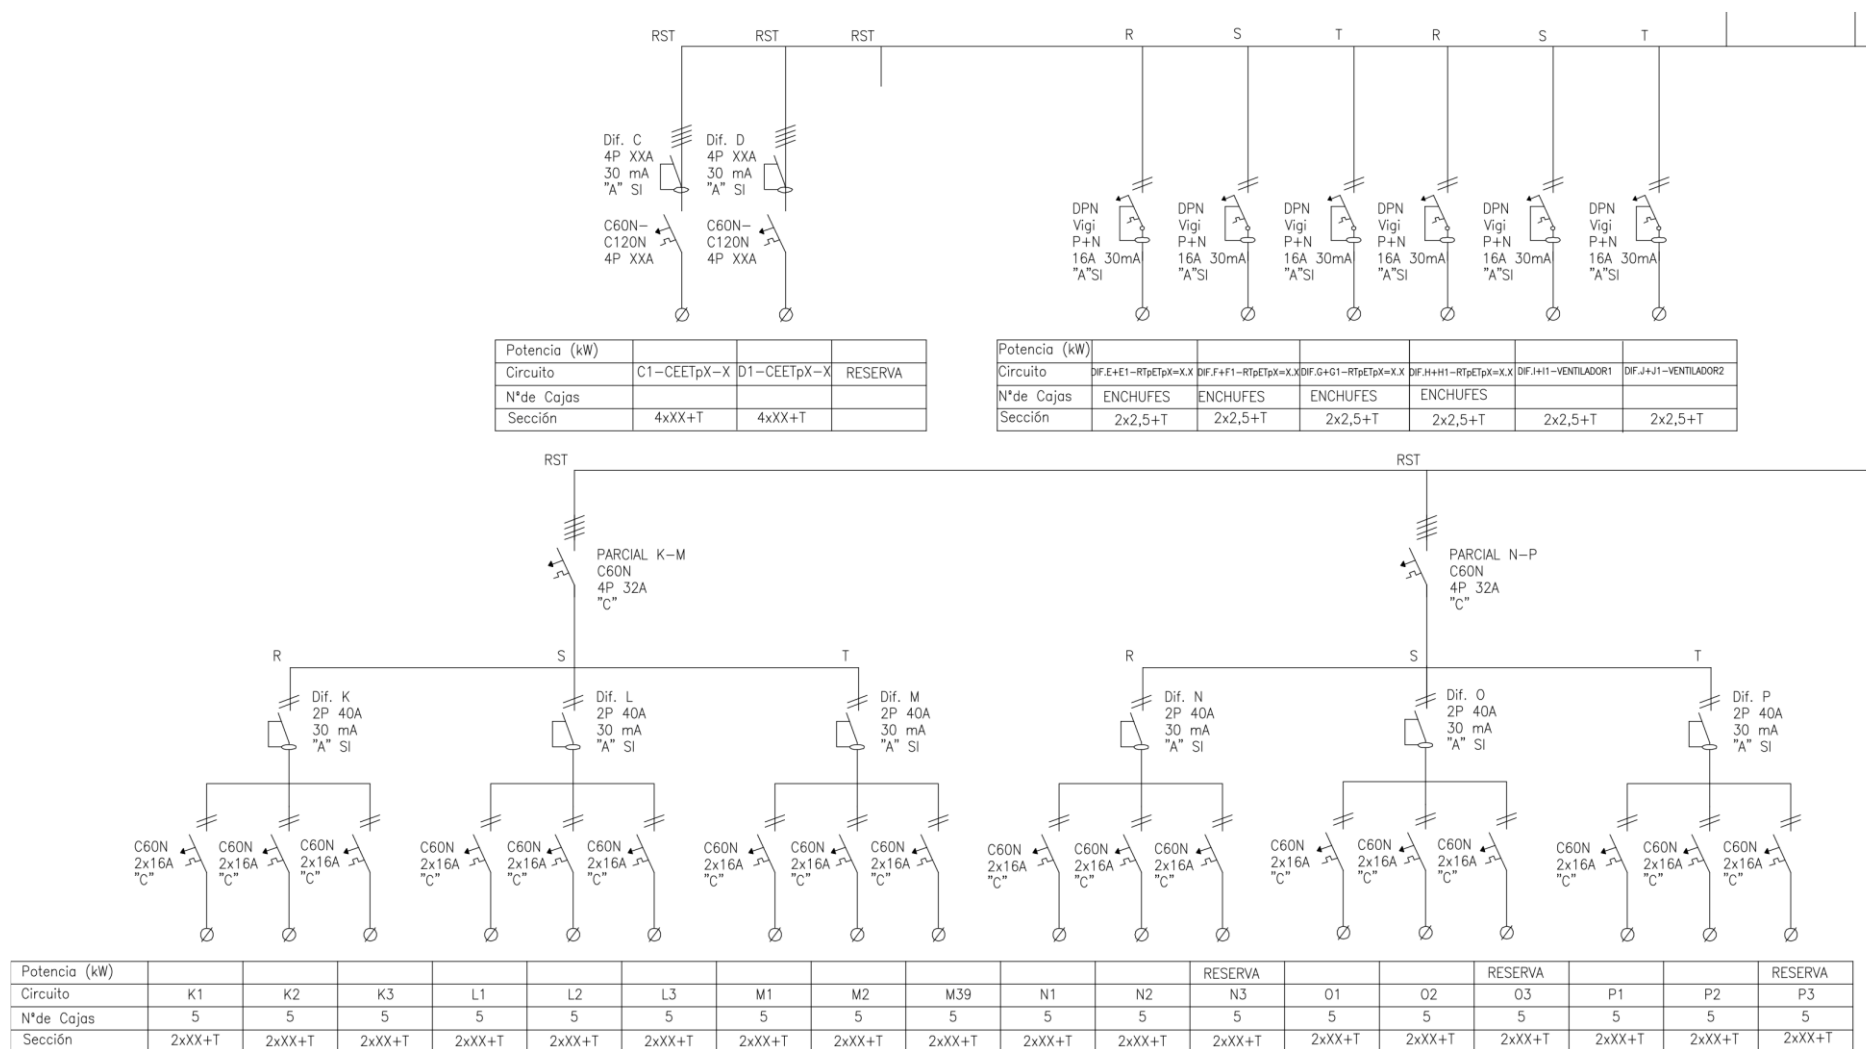 RST RST RST R S T R S T
Dif. C
4P XXA
30 mA
"A" SI
C60N-
C120N
4P XXA
Dif. D
4P XXA
30 mA
"A" SI
C60N-
C120N
4P XXA
DPN
Vigi
P+N
16A 30mA
"A"SI
DPN
Vigi
P+N
16A 30mA
"A"SI
DPN
Vigi
P+N
16A 30mA
"A"SI
DPN
Vigi
P+N
16A 30mA
"A"SI
DPN
Vigi
P+N
16A 30mA
"A"SI
DPN
Vigi
P+N
16A 30mA
"A"SI
Potencia (kW)
Circuito C1-CEETpX-X D1-CEETpX-X RESERVA
N°de Cajas
Sección 4xXX+T 4xXX+T
Potencia (kW)
Circuito DIF.E+E1-RTpETpX=X.X DIF.F+F1-RTpETpX=X.X DIF.G+G1-RTpETpX=X.X DIF.H+H1-RTpETpX=X.X DIF.I+I1-VENTILADOR1 DIF.J+J1-VENTILADOR2
N°de Cajas ENCHUFES ENCHUFES ENCHUFES ENCHUFES
Sección 2x2,5+T 2x2,5+T 2x2,5+T 2x2,5+T 2x2,5+T 2x2,5+T
RST RST
PARCIAL K-M
C60N
4P 32A
"C"
PARCIAL N-P
C60N
4P 32A
"C"
R S T R S T
Dif. K
2P 40A
30 mA
"A" SI
Dif. L
2P 40A
30 mA
"A" SI
Dif. M
2P 40A
30 mA
"A" SI
Dif. N
2P 40A
30 mA
"A" SI
Dif. O
2P 40A
30 mA
"A" SI
Dif. P
2P 40A
30 mA
"A" SI
C60N
2x16A
"C"
C60N
2x16A
"C"
C60N
2x16A
"C"
C60N
2x16A
"C"
C60N
2x16A
"C"
C60N
2x16A
"C"
C60N
2x16A
"C"
C60N
2x16A
"C"
C60N
2x16A
"C"
C60N
2x16A
"C"
C60N
2x16A
"C"
C60N
2x16A
"C"
C60N
2x16A
"C"
C60N
2x16A
"C"
C60N
2x16A
"C"
C60N
2x16A
"C"
C60N
2x16A
"C"
C60N
2x16A
"C"
Potencia (kW) RESERVA RESERVA RESERVA
Circuito K1 K2 K3 L1 L2 L3 M1 M2 M39 N1 N2 N3 O1 O2 O3 P1 P2 P3
N°de Cajas 5 5 5 5 5 5 5 5 5 5 5 5 5 5 5 5 5 5
Sección 2xXX+T 2xXX+T 2xXX+T 2xXX+T 2xXX+T 2xXX+T 2xXX+T 2xXX+T 2xXX+T 2xXX+T 2xXX+T 2xXX+T 2xXX+T 2xXX+T 2xXX+T 2xXX+T 2xXX+T 2xXX+T